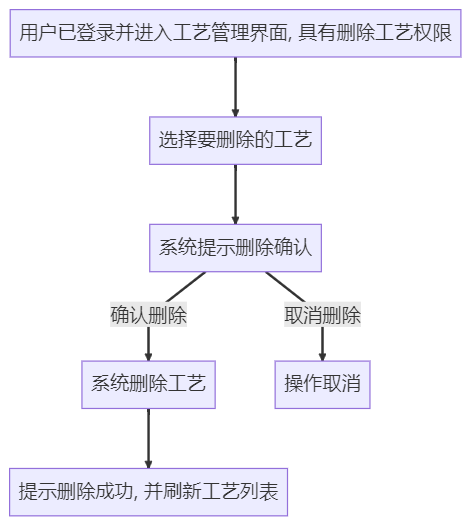 用户已登录并进入工艺管理界面, 具有删除工艺权限
选择要删除的工艺
系统提示删除确认
确认删除
取消删除
系统删除工艺
操作取消
提示删除成功, 并刷新工艺列表